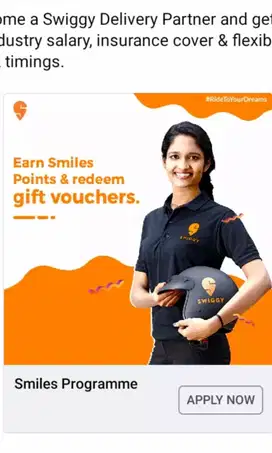 ome a Swiggy Delivery Partner and get
dustry salary, insurance cover & flexib
timings.
#RideToYourDreams
Earn Smiles
Points & redeem
gift vouchers.
SWIGGY
SWIGGY
Smiles Programme
APPLY NOW